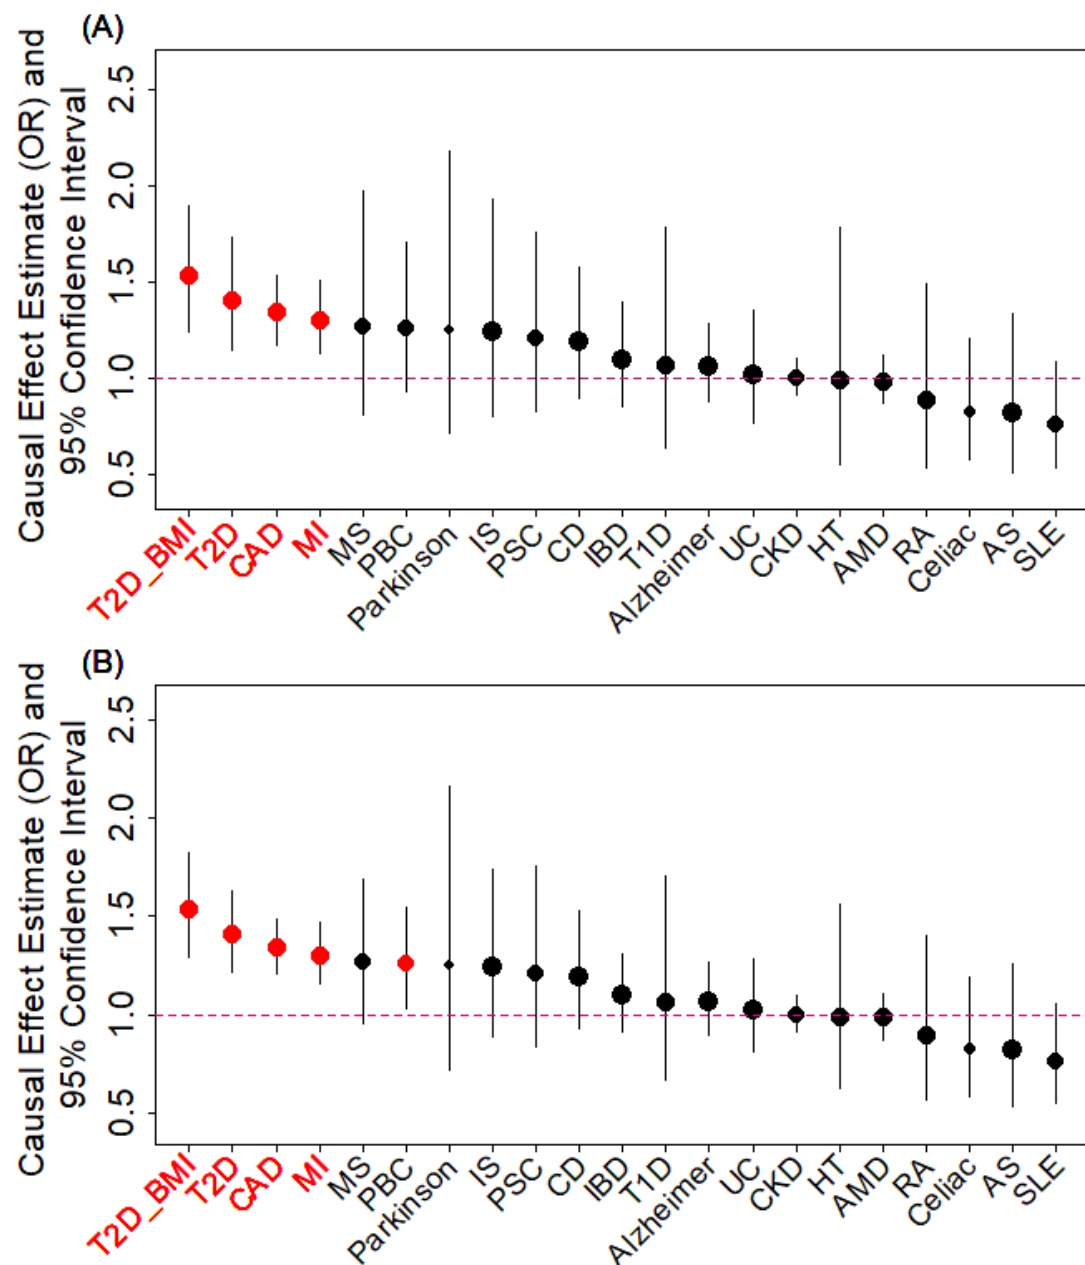 (A)
Causal Effect Estimate (OR) and
95% Confidence Interval
2.5
2.0
1.5
1.0
0.5
T2D_BMI
T2D
CAD
MI
MS
PBC
Parkinson
IS
PSC
CD
IBD
T1D
Alzheimer
UC
CKD
HT
AMD
RA
Celiac
AS
SLE
(B)
Causal Effect Estimate (OR) and
95% Confidence Interval
2.5
2.0
1.5
1.0
0.5
T2D_BMI
T2D
CAD
MI
MS
PBC
Parkinson
IS
PSC
CD
IBD
T1D
Alzheimer
UC
CKD
HT
AMD
RA
Celiac
AS
SLE